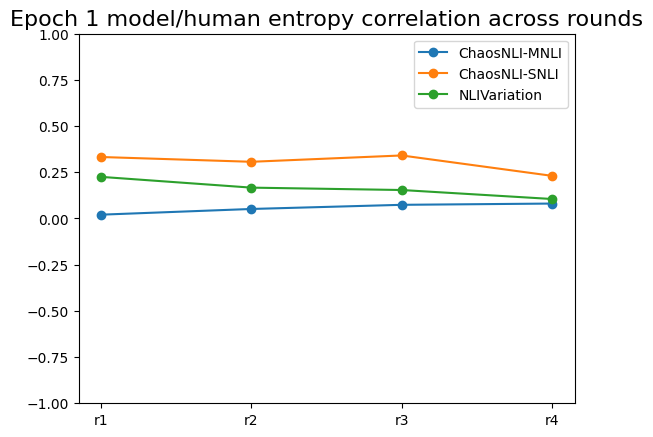 Epoch 1 model/human entropy correlation across rounds
ChaosNLI-MNLI
ChaosNLI-SNLI
NLIVariation
1.00
0.75
0.50
0.25
0.00
−0.25
−0.50
−0.75
−1.00
r1 r2 r3 r4